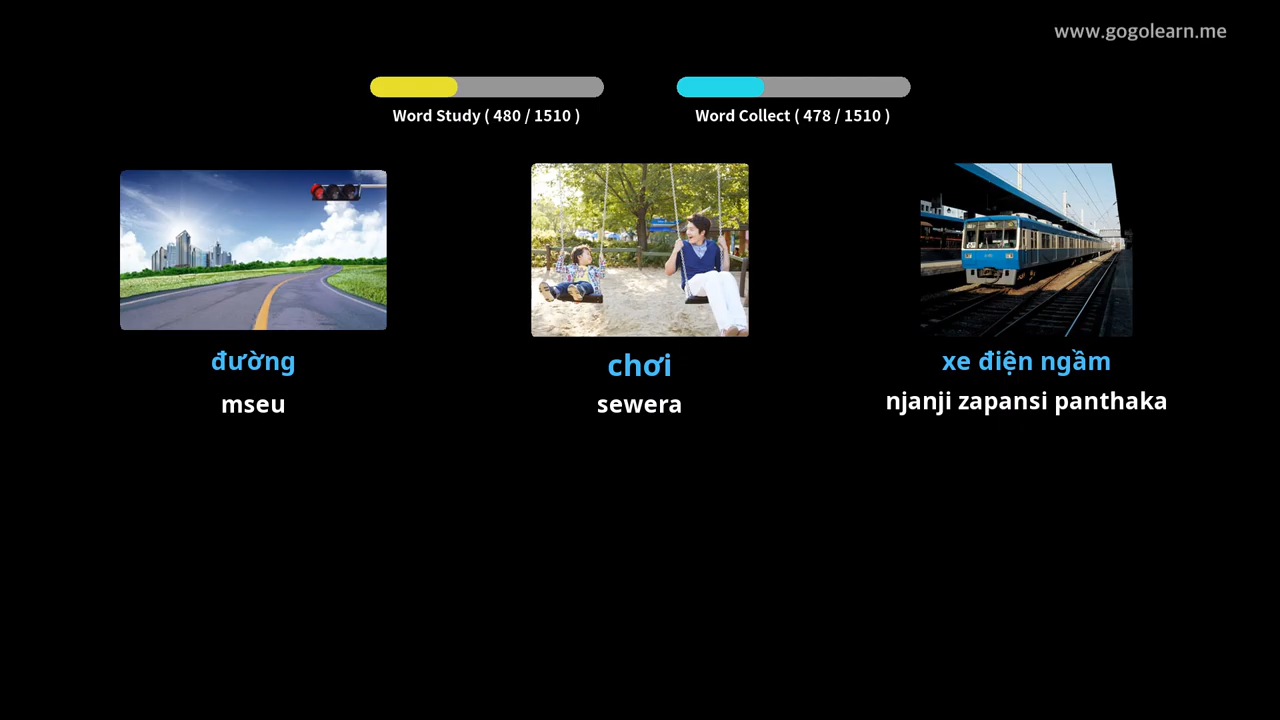 www.gogolearn.me
Word Study ( 480 / 1510 )
Word Collect ( 478 / 1510 )
đường
chơi
xe điện ngầm
mseu
sewera
njanji zapansi panthaka